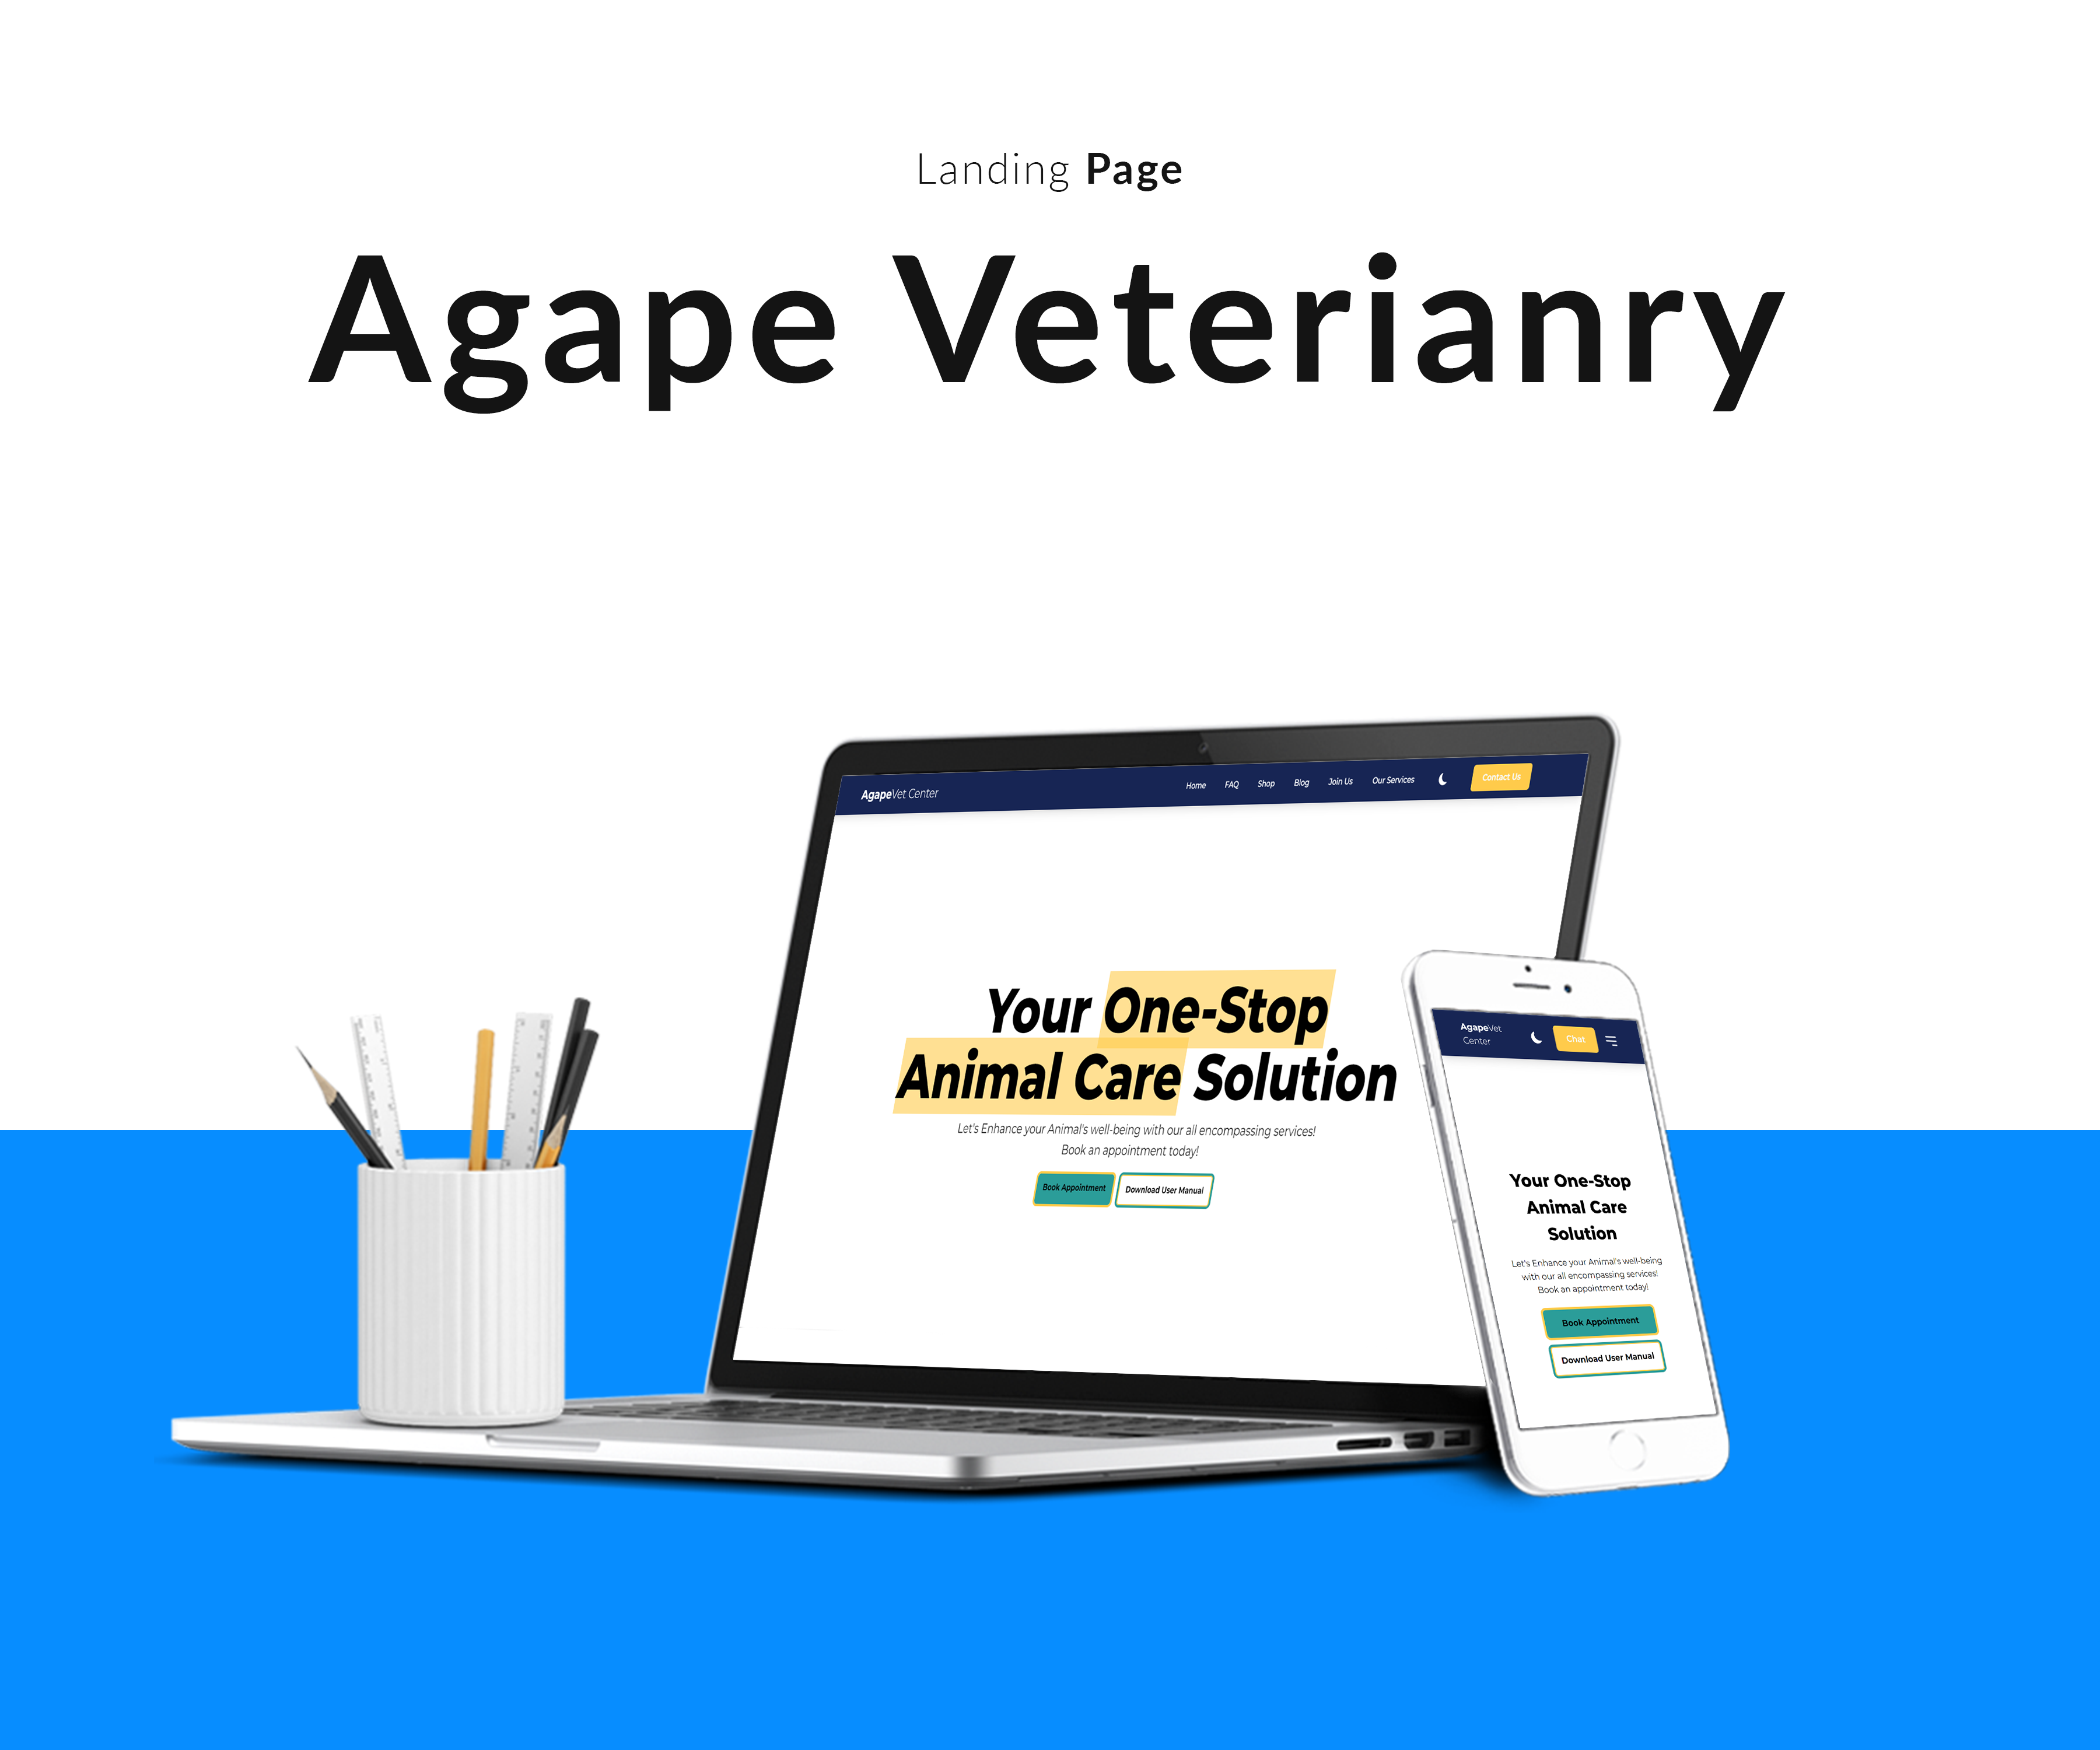 Landing Page
Agape Veterianry
AgapeVet Center
Home FAQ Shop Blog Join Us Our Services Contact Us
Your One-Stop
Animal Care Solution
Let's Enhance your Animal's well-being with our all encompassing services!
Book an appointment today!
Book Appointment Download User Manual
AgapeVet
Center
Chat
Your One-Stop
Animal Care
Solution
Let's Enhance your Animal's well-being
with our all encompassing services!
Book an appointment today!
Book Appointment
Download User Manual